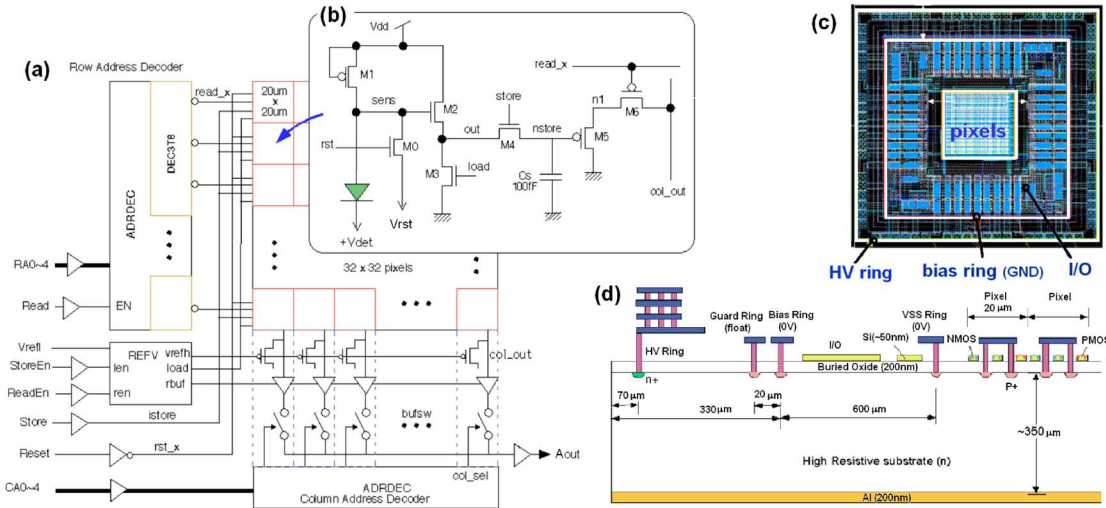 (a)
Row Address Decoder
read_x
20um
x
20um
DEC3T8
ADRDEC
RA0~4
Read
EN
32 x 32 pixels
Vrefl
StoreEn
ReadEn
REFV
vrefh
len
load
rbuf
ren
col_out
Store
istore
bufsw
Reset
rst_x
Aout
CA0~4
col_sel
ADRDEC
Column Address Decoder
(b)
Vdd
M1
sens
M2
rst
M0
out
store
M4
nstore
M3
load
Cs
100fF
Vrst
+Vdet
read_x
n1
M6
M5
col_out
(c)
pixels
HV ring
bias ring (GND)
I/O
(d)
Pixel
20 µm
Pixel
Guard Ring
(float)
Bias Ring
(0V)
VSS Ring
(0V)
Si(~50nm)
I/O
NMOS
PMOS
HV Ring
Buried Oxide (200nm)
n+
P+
70µm
330µm
20 µm
600 µm
~350 µm
High Resistive substrate (n)
Al (200nm)